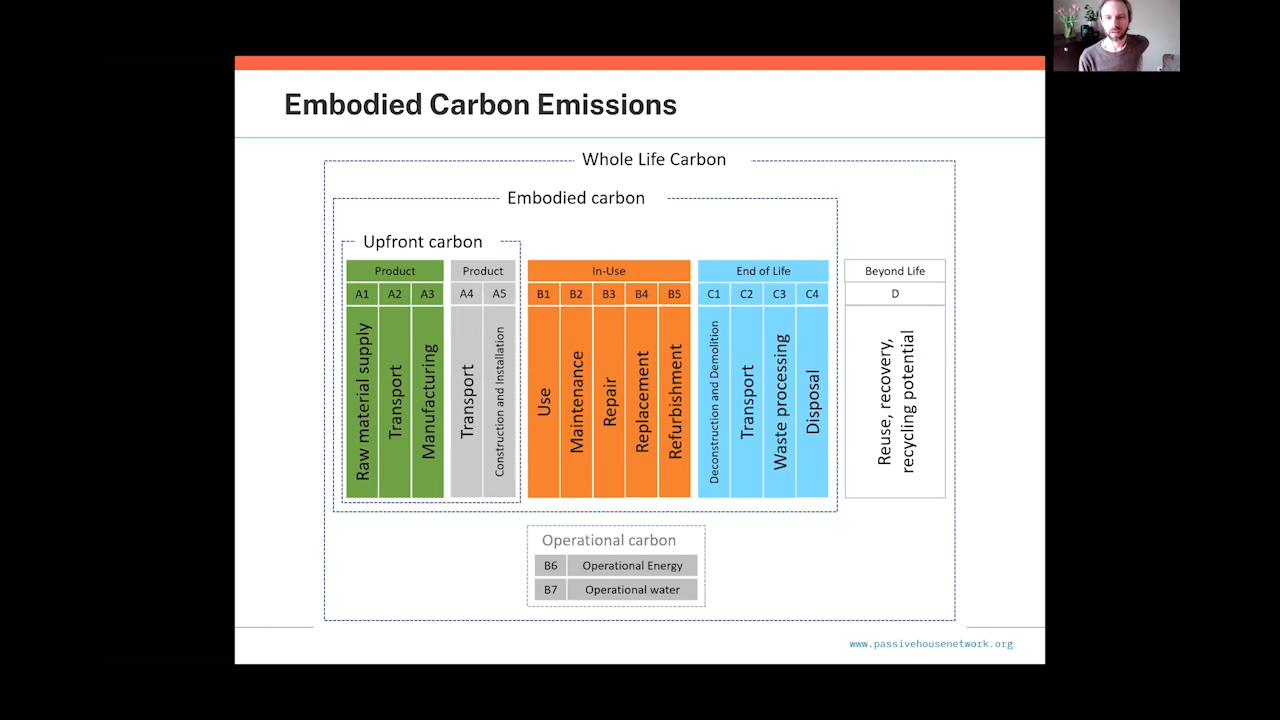 Embodied Carbon Emissions
Whole Life Carbon
Embodied carbon
Upfront carbon
Product
Product
In-Use
End of Life
Beyond Life
A1 A2 A3 A4 A5 B1 B2 B3 B4 B5 C1 C2 C3 C4 D
Raw material supply
Transport
Manufacturing
Transport
Construction and Installation
Use
Maintenance
Repair
Replacement
Refurbishment
Deconstruction and Demolition
Transport
Waste processing
Disposal
Reuse, recovery,
recycling potential
Operational carbon
B6 Operational Energy
B7 Operational water
www.passivehousenetwork.org